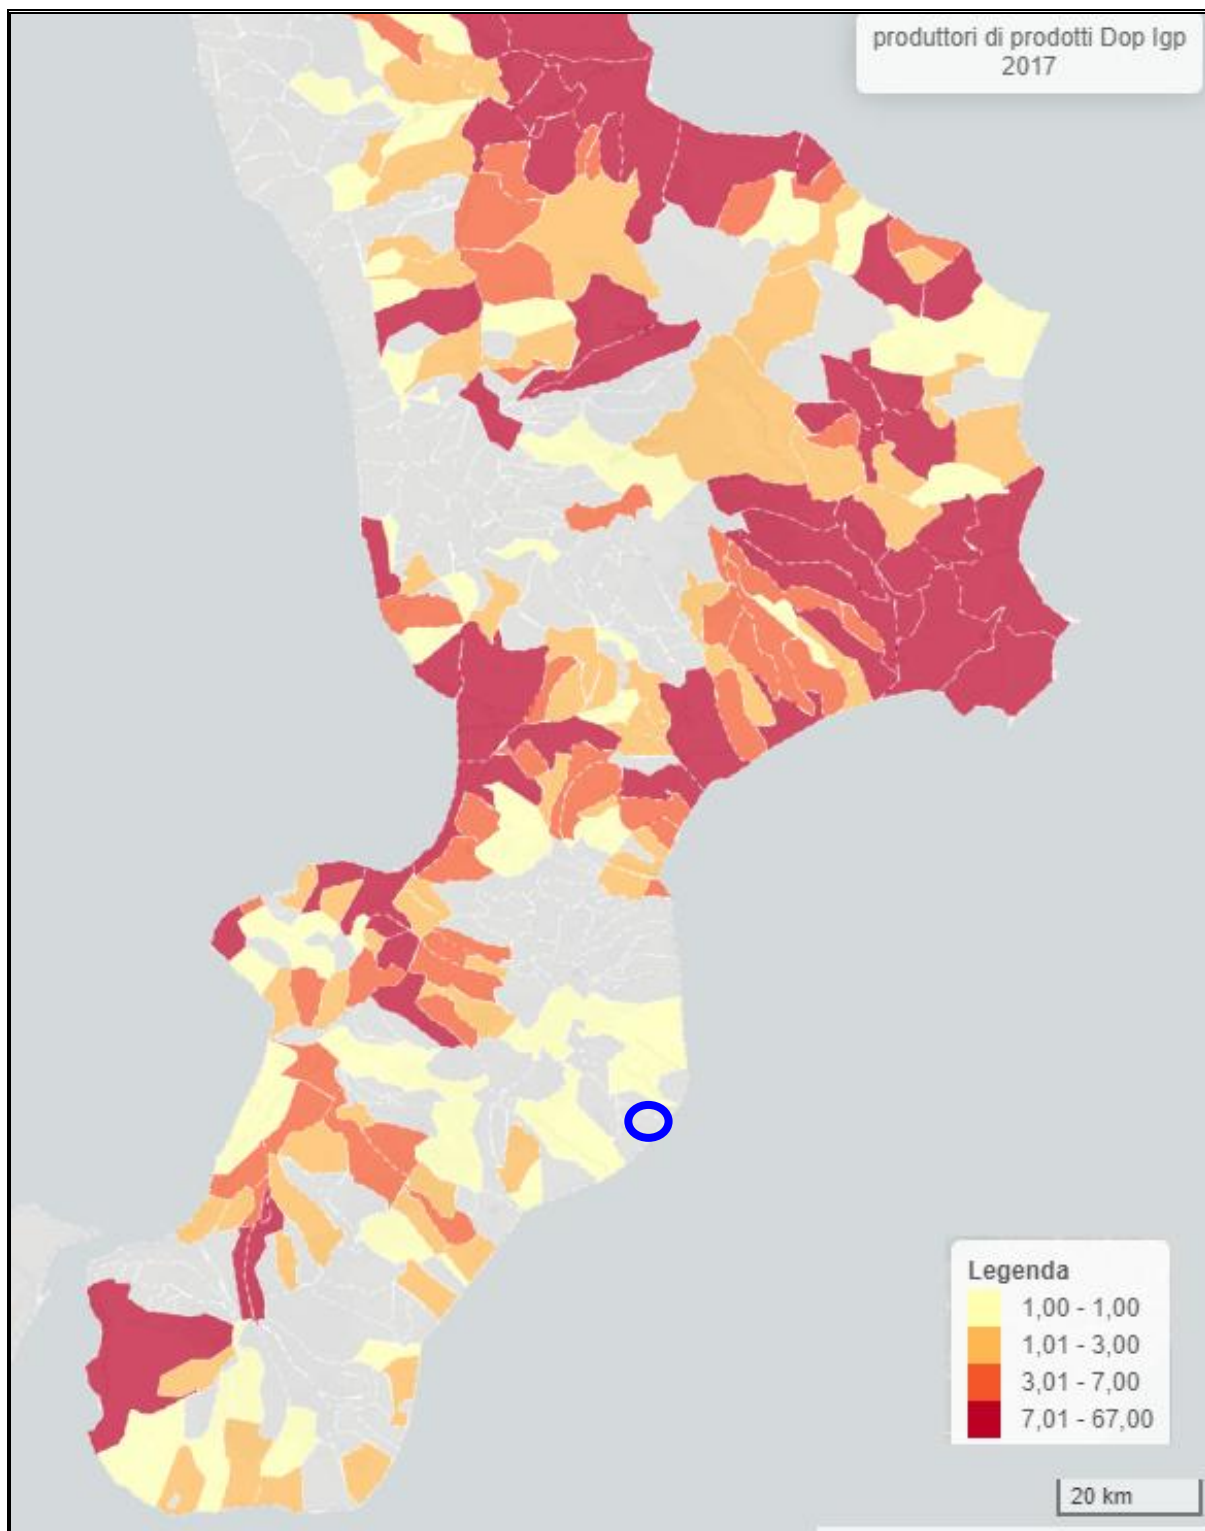 produttori di prodotti Dop Igp
2017
Legenda
1,00 - 1,00
1,01 - 3,00
3,01 - 7,00
7,01 - 67,00
20 km